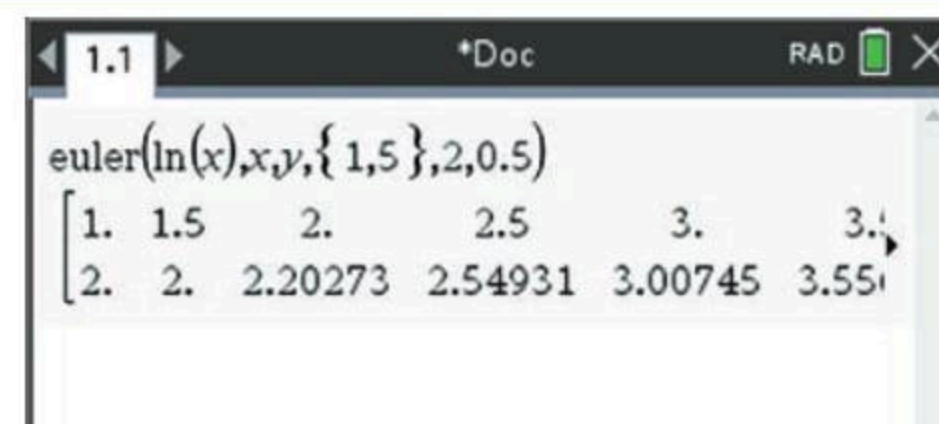 1.1 *Doc RAD
euler(ln(x),x,y,{1,5},2,0.5)
1. 1.5 2. 2.5 3.
2. 2. 2.20273 2.54931 3.00745